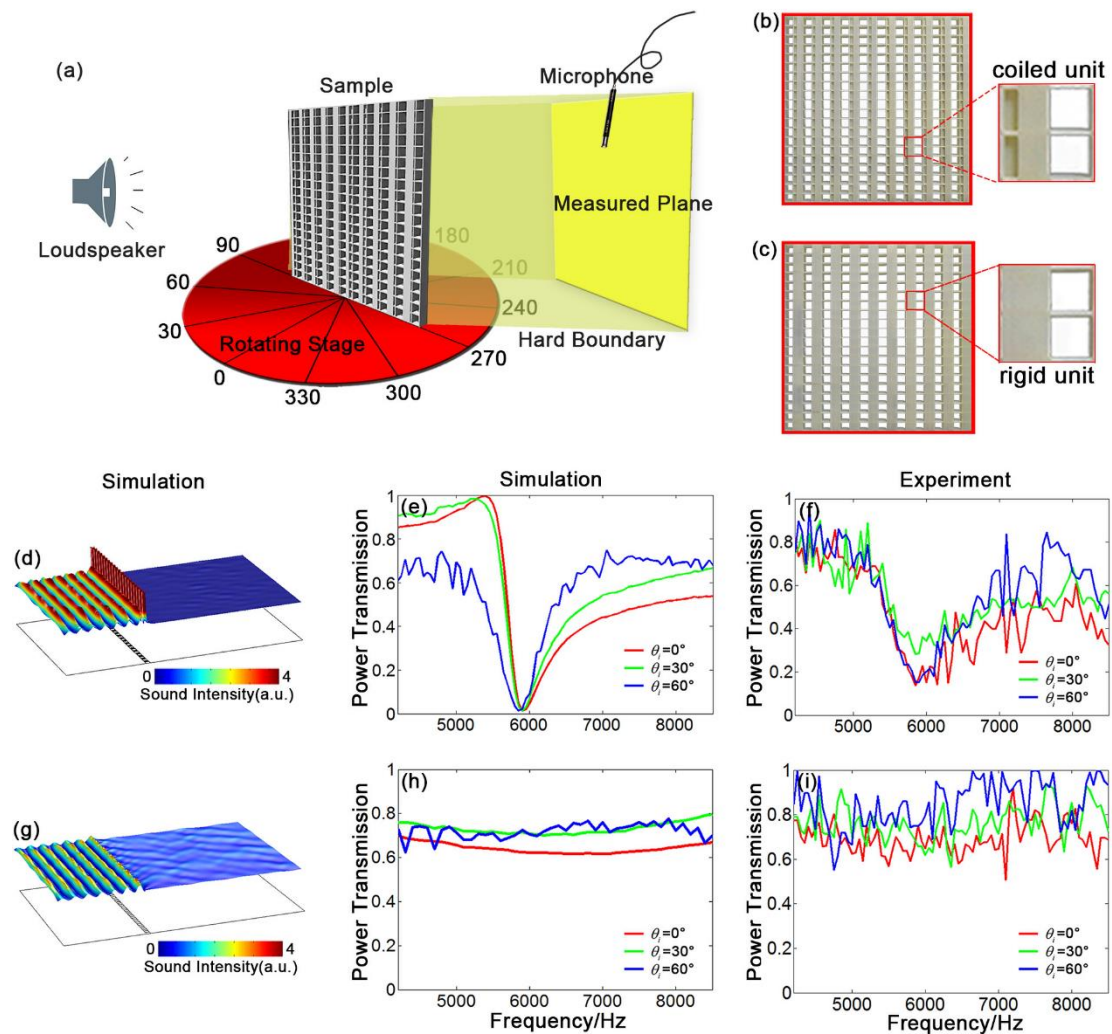 (a)
Sample
Microphone
Loudspeaker
Measured Plane
Hard Boundary
Rotating Stage
90
60
30
0
330
300
270
240
210
180
(b)
coiled unit
(c)
rigid unit
Simulation
(d)
0 4
Sound Intensity(a.u.)
Simulation
(e)
Power Transmission
1
0.8
0.6
0.4
0.2
0
θi=0°
θi=30°
θi=60°
5000 6000 7000 8000
Experiment
(f)
Power Transmission
1
0.8
0.6
0.4
0.2
0
θi=0°
θi=30°
θi=60°
5000 6000 7000 8000
(g)
0 4
Sound Intensity(a.u.)
(h)
Power Transmission
1
0.8
0.6
0.4
0.2
0
θi=0°
θi=30°
θi=60°
5000 6000 7000 8000
Frequency/Hz
(i)
Power Transmission
1
0.8
0.6
0.4
0.2
0
θi=0°
θi=30°
θi=60°
5000 6000 7000 8000
Frequency/Hz